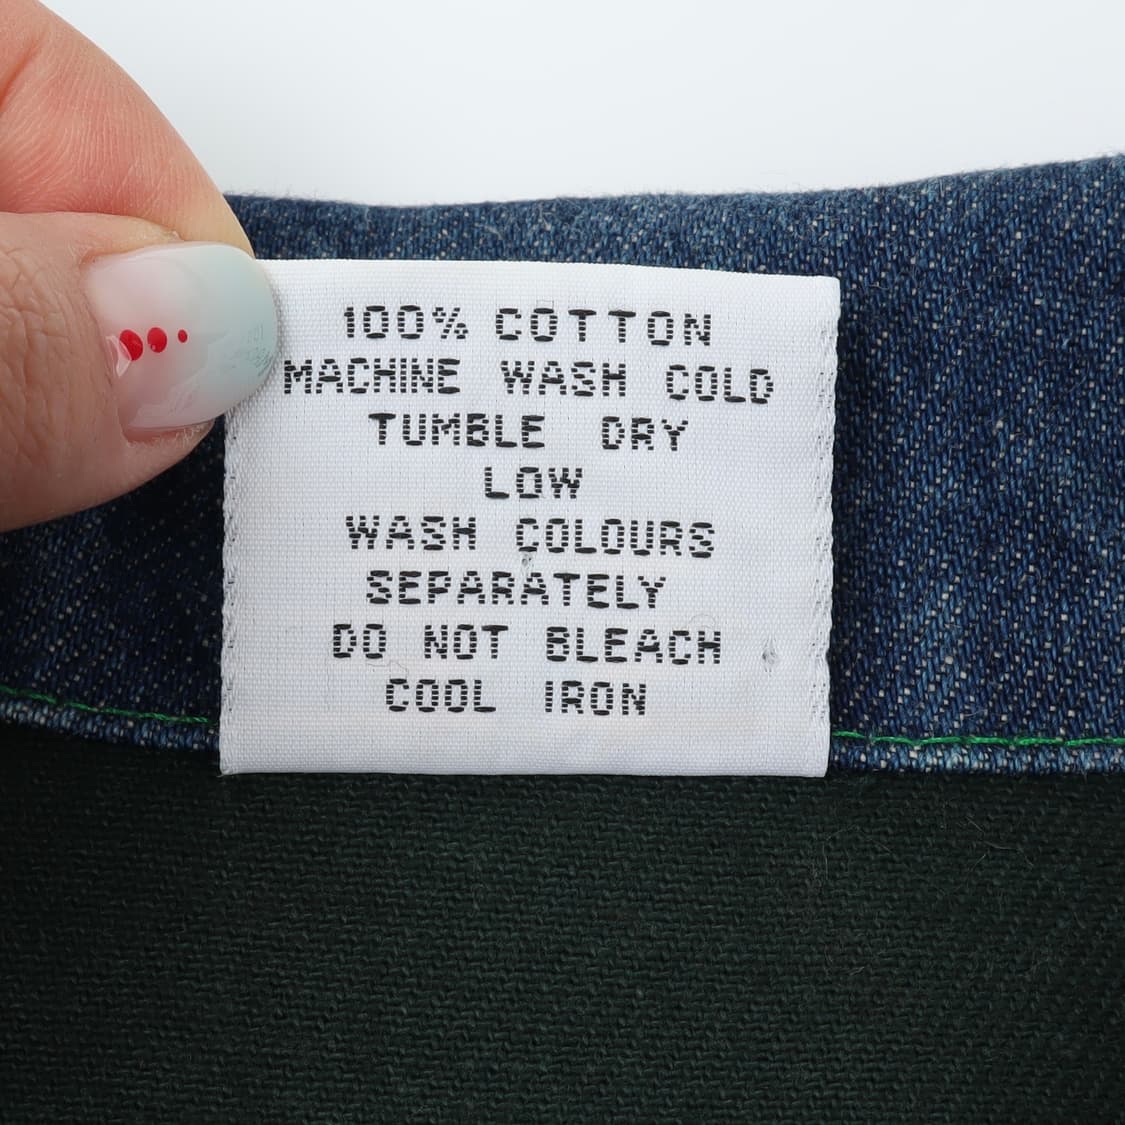 100% COTTON
MACHINE WASH COLD
TUMBLE DRY
LOW
WASH COLOURS
SEPARATELY
DO NOT BLEACH
COOL IRON